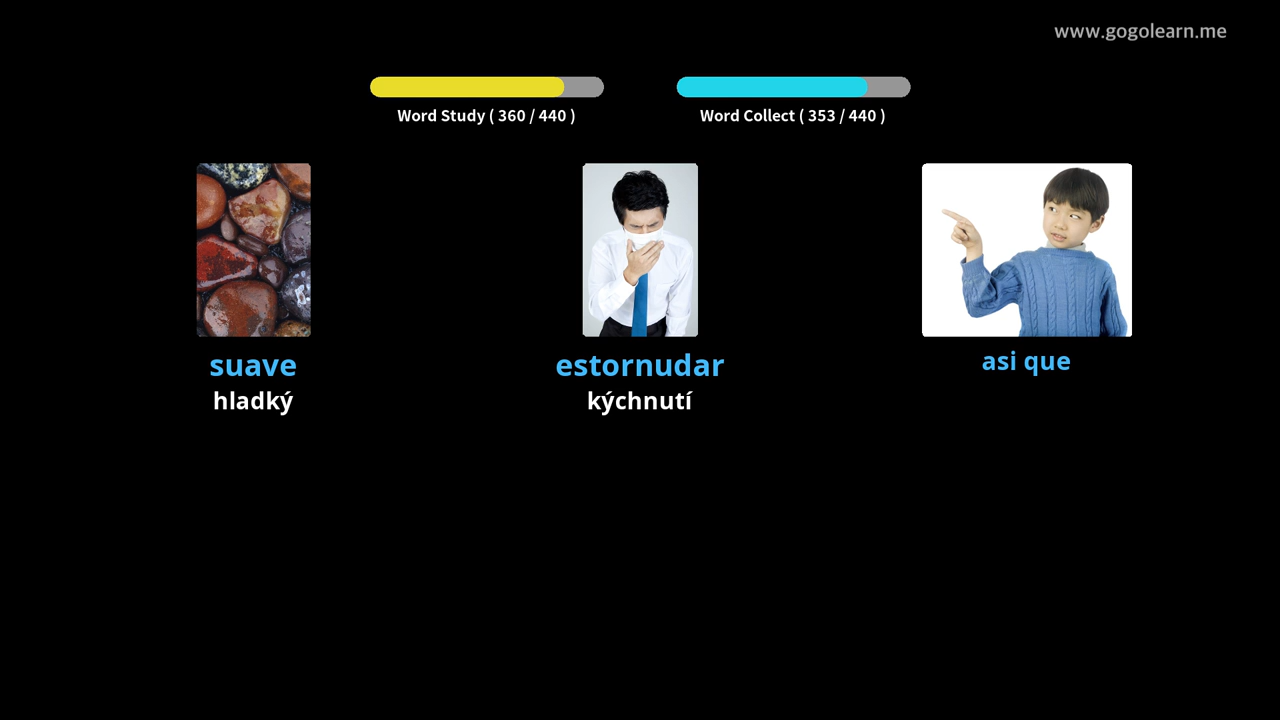 www.gogolearn.me
Word Study ( 360 / 440 )
Word Collect ( 353 / 440 )
suave
hladký
estornudar
kýchnutí
asi que